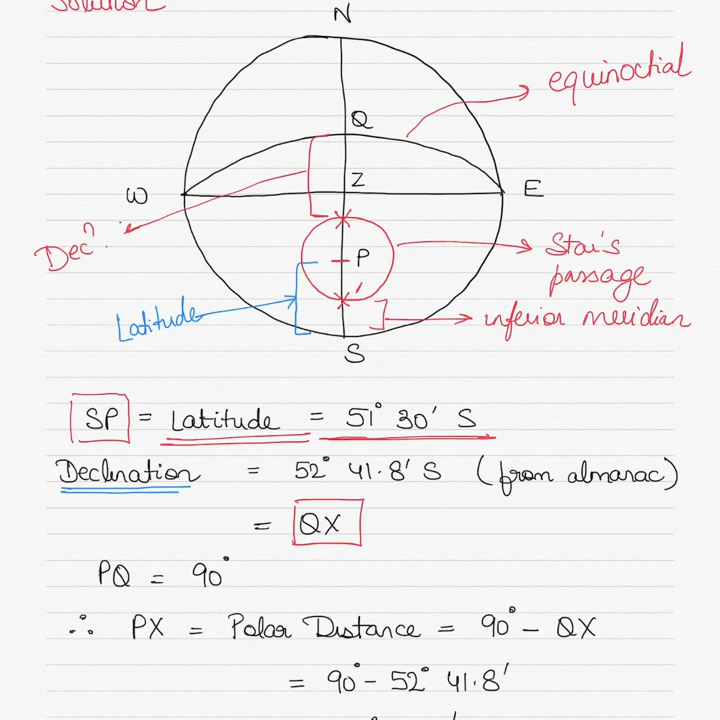 Solution
N
equinoctial
Q
W
Z
E
Decⁿ
P
Star's
passage
Latitude
inferior meridian
S
SP = Latitude = 51° 30' S
Declination = 52° 41.8' S (from almanac)
= QX
PQ = 90°
∴ PX = Polar Distance = 90° - QX
= 90° - 52° 41.8'